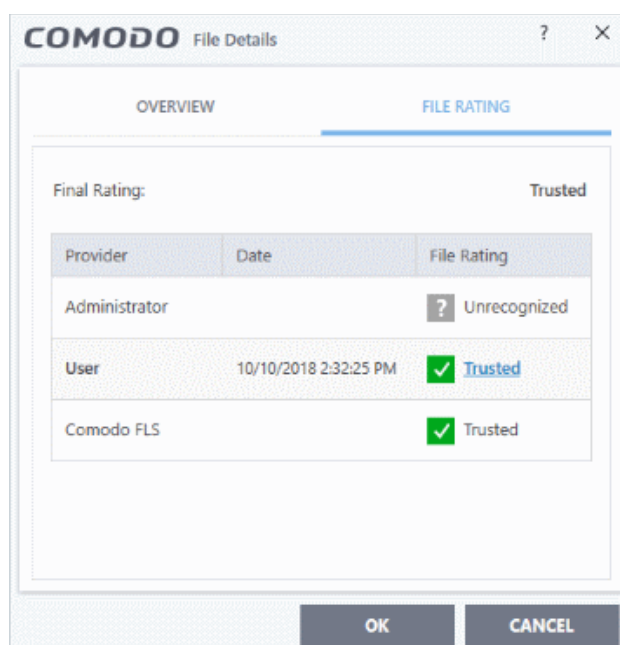 COMODO File Details ? X
OVERVIEW FILE RATING
Final Rating: Trusted
Provider Date File Rating
Administrator ? Unrecognized
User 10/10/2018 2:32:25 PM Trusted
Comodo FLS Trusted
OK CANCEL